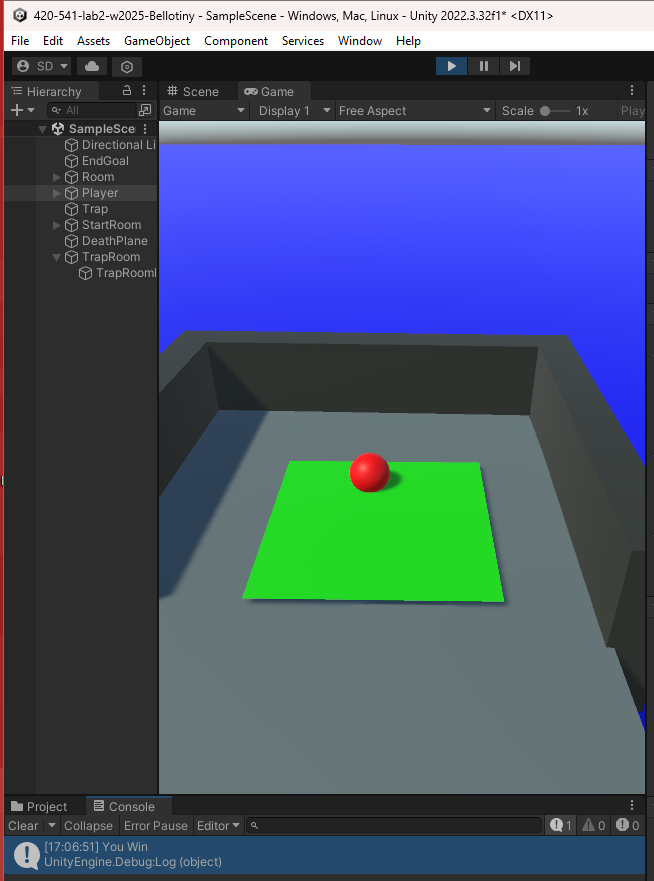 420-541-lab2-w2025-Bellotiny - SampleScene - Windows, Mac, Linux - Unity 2022.3.32f1* <DX11>
File Edit Assets GameObject Component Services Window Help
SD
Hierarchy
All
SampleSce
Directional Li
EndGoal
Room
Player
Trap
StartRoom
DeathPlane
TrapRoom
TrapRoomI
Scene Game
Game Display 1 Free Aspect Scale 1x Play
Project Console
Clear Collapse Error Pause Editor 1 0 0
[17:06:51] You Win
UnityEngine.Debug:Log (object)